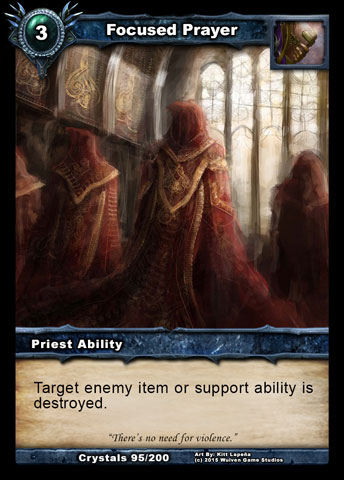 3
Focused Prayer
Priest Ability
Target enemy item or support ability is
destroyed.
"There's no need for violence."
Crystals 95/200
Art By: Kitt Lapeña
(c) 2015 Wulven Game Studios